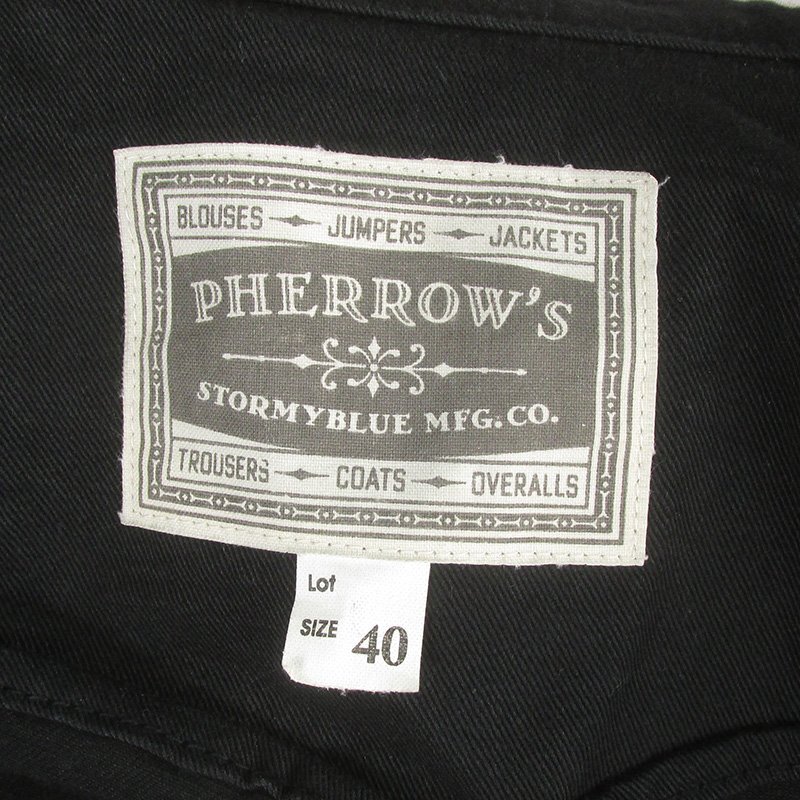 BLOUSES JUMPERS JACKETS
PHERROW'S
STORMYBLUE MFG.CO.
TROUSERS COATS OVERALLS
Lot
SIZE 40